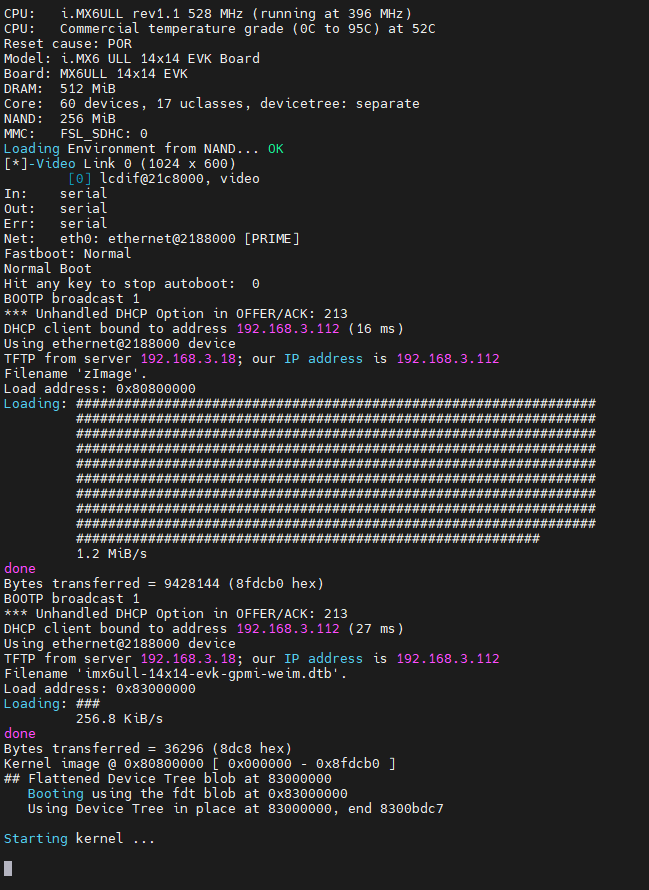 CPU:   i.MX6ULL rev1.1 528 MHz (running at 396 MHz)
CPU:   Commercial temperature grade (0C to 95C) at 52C
Reset cause: POR
Model: i.MX6 ULL 14x14 EVK Board
Board: MX6ULL 14x14 EVK
DRAM:  512 MiB
Core:  60 devices, 17 uclasses, devicetree: separate
NAND:  256 MiB
MMC:   FSL_SDHC: 0
Loading Environment from NAND... OK
[*]-Video Link 0 (1024 x 600)
        [0] lcdif@21c8000, video
In:    serial
Out:   serial
Err:   serial
Net:   eth0: ethernet@2188000 [PRIME]
Fastboot: Normal
Normal Boot
Hit any key to stop autoboot:  0
BOOTP broadcast 1
*** Unhandled DHCP Option in OFFER/ACK: 213
DHCP client bound to address 192.168.3.112 (16 ms)
Using ethernet@2188000 device
TFTP from server 192.168.3.18; our IP address is 192.168.3.112
Filename 'zImage'.
Load address: 0x80800000
Loading: #################################################################
         #################################################################
         #################################################################
         #################################################################
         #################################################################
         #################################################################
         #################################################################
         #################################################################
         #################################################################
         ##########################################################
         1.2 MiB/s
done
Bytes transferred = 9428144 (8fdcb0 hex)
BOOTP broadcast 1
*** Unhandled DHCP Option in OFFER/ACK: 213
DHCP client bound to address 192.168.3.112 (27 ms)
Using ethernet@2188000 device
TFTP from server 192.168.3.18; our IP address is 192.168.3.112
Filename 'imx6ull-14x14-evk-gpmi-weim.dtb'.
Load address: 0x83000000
Loading: ###
         256.8 KiB/s
done
Bytes transferred = 36296 (8dc8 hex)
Kernel image @ 0x80800000 [ 0x000000 - 0x8fdcb0 ]
## Flattened Device Tree blob at 83000000
   Booting using the fdt blob at 0x83000000
   Using Device Tree in place at 83000000, end 8300bdc7
Starting kernel ...